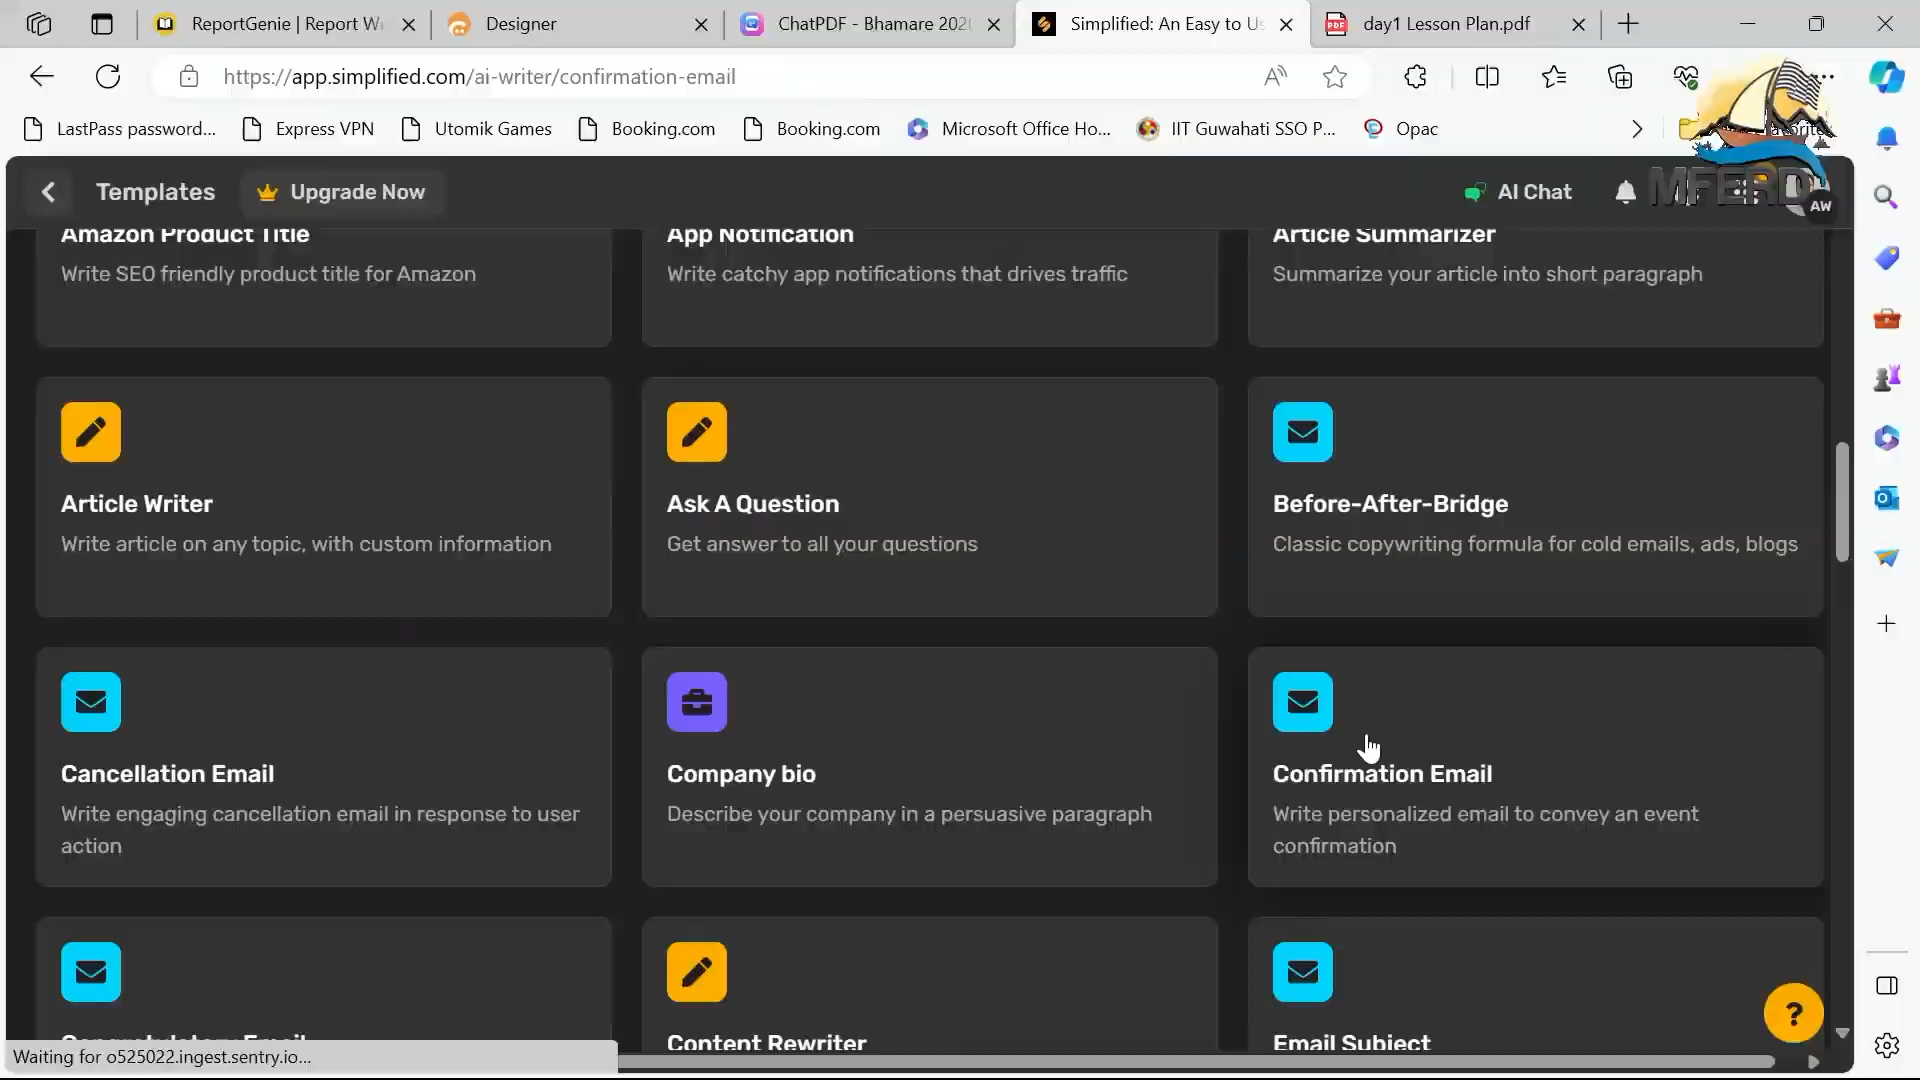 ReportGenie | Report W
Designer
ChatPDF - Bhamare 202
Simplified: An Easy to Us
day1 Lesson Plan.pdf
https://app.simplified.com/ai-writer/confirmation-email
LastPass password...
Express VPN
Utomik Games
Booking.com
Booking.com
Microsoft Office Ho...
IIT Guwahati SSO P...
Opac
MFERD
Templates
Upgrade Now
AI Chat
AW
Amazon Product Title
App Notification
Article Summarizer
Write SEO friendly product title for Amazon
Write catchy app notifications that drives traffic
Summarize your article into short paragraph
Article Writer
Ask A Question
Before-After-Bridge
Write article on any topic, with custom information
Get answer to all your questions
Classic copywriting formula for cold emails, ads, blogs
Cancellation Email
Company bio
Confirmation Email
Write engaging cancellation email in response to user
action
Describe your company in a persuasive paragraph
Write personalized email to convey an event
confirmation
Congratulatory Email
Content Rewriter
Email Subject
?
Waiting for o525022.ingest.sentry.io...